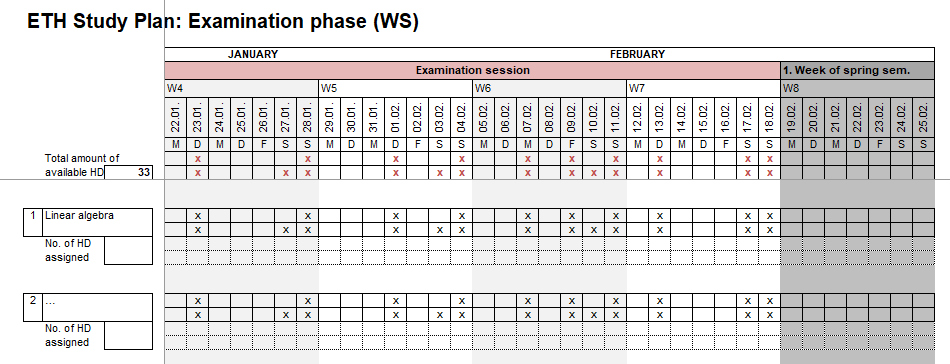 ETH Study Plan: Examination phase (WS)
JANUARY FEBRUARY
Examination session 1. Week of spring sem.
W4 W5 W6 W7 W8
22.01. 23.01. 24.01. 25.01. 26.01. 27.01. 28.01. 29.01. 30.01. 31.01. 01.02. 02.02. 03.02. 04.02. 05.02. 06.02. 07.02. 08.02. 09.02. 10.02. 11.02. 12.02. 13.02. 14.02. 15.02. 16.02. 17.02. 18.02. 19.02. 20.02. 21.02. 22.02. 23.02. 24.02. 25.02.
M D M D F S S M D M D F S S M D M D F S S M D M D F S S M D M D F S S
Total amount of x x x x x x x x x x
available HD 33 x x x x x x x x x x x x x
1 Linear algebra x x x x x x x x x x
x x x x x x x x x x x x x
No. of HD
assigned
2 ... x x x x x x x x x x
x x x x x x x x x x x x x
No. of HD
assigned